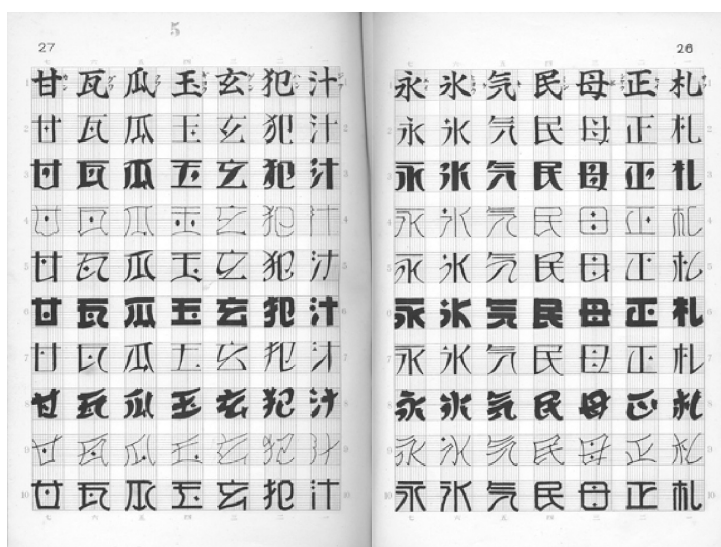 5
27
甘 瓦 瓜 玉 玄 犯 汁
甘 瓦 瓜 玉 玄 犯 汁
甘 瓦 瓜 玉 玄 犯 汁
甘 瓦 瓜 玉 玄 犯 汁
甘 瓦 瓜 玉 玄 犯 汁
甘 瓦 瓜 玉 玄 犯 汁
甘 瓦 瓜 玉 玄 犯 汁
甘 瓦 瓜 玉 玄 犯 汁
甘 瓦 瓜 玉 玄 犯 汁
10 甘 瓦 瓜 玉 玄 犯 汁
26
永 氷 気 民 母 正 札
永 氷 気 民 母 正 札
永 氷 気 民 母 正 札
永 氷 気 民 母 正 札
永 氷 気 民 母 正 札
永 氷 気 民 母 正 札
永 氷 気 民 母 正 札
永 氷 気 民 母 正 札
永 氷 気 民 母 正 札
永 氷 気 民 母 正 札 10